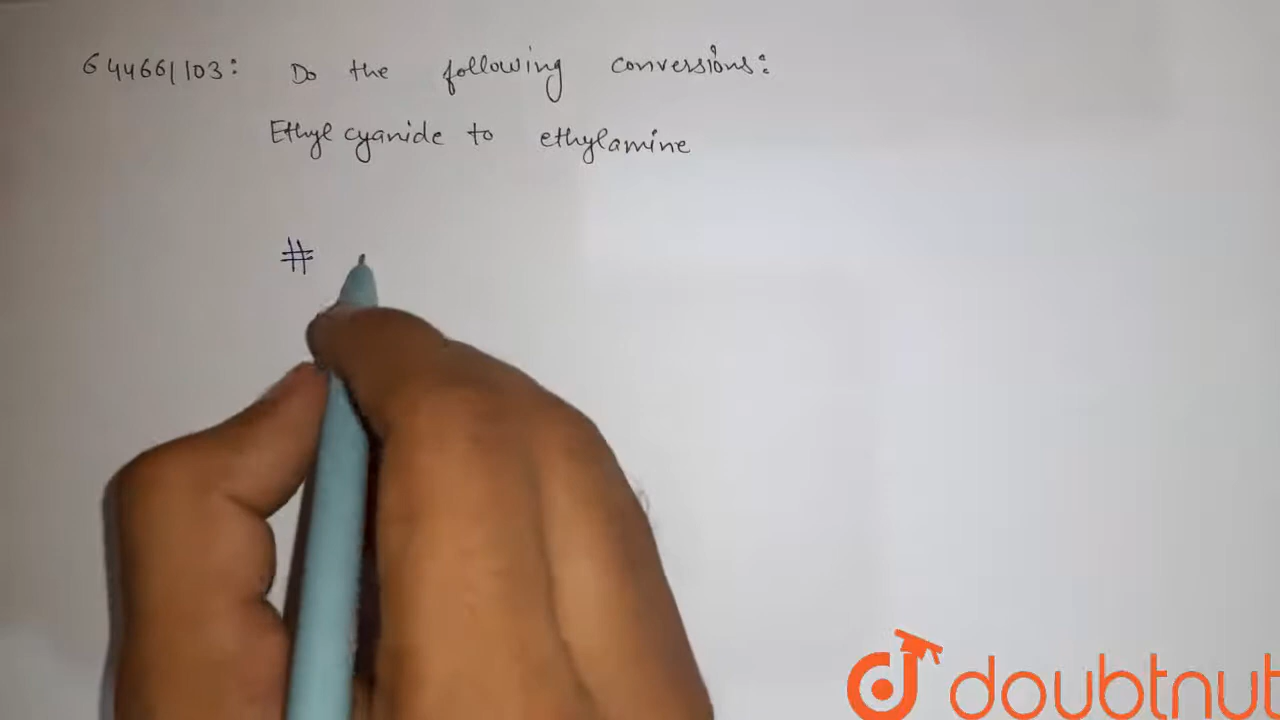 644661103: Do the following conversions:
Ethyl cyanide to ethylamine
#
doubtnut